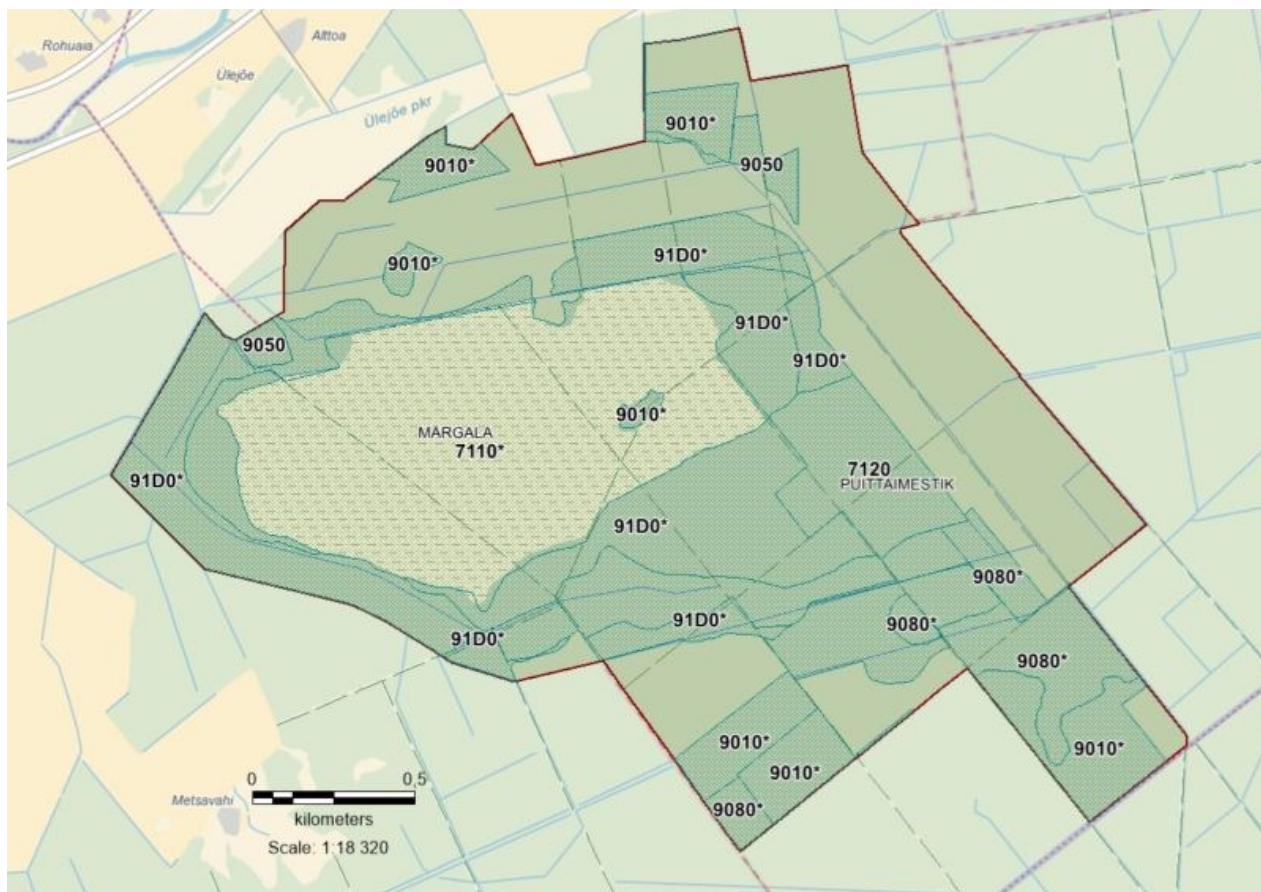 Rohuaia
Alttoa
Ülejõe
Ülejõe pkr
9010*
9010*
9050
9010*
91D0*
91D0*
9050
91D0*
9010*
MÄRGALA
7110*
7120
PUITTAIMESTIK
91D0*
91D0*
9080*
91D0*
91D0*
9080*
9080*
9010*
9010*
9010*
9080*
Metsavahi
0 0,5
kilometers
Scale: 1:18 320